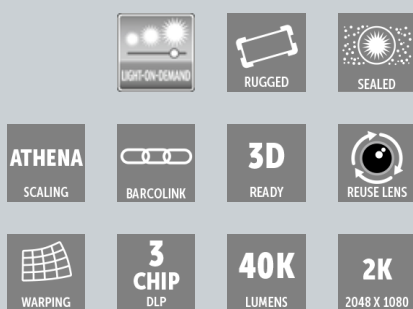 LIGHT-ON-DEMAND
RUGGED
SEALED
ATHENA
SCALING
BARCOLINK
3D
READY
REUSE LENS
WARPING
3
CHIP
DLP
40K
LUMENS
2K
2048 X 1080